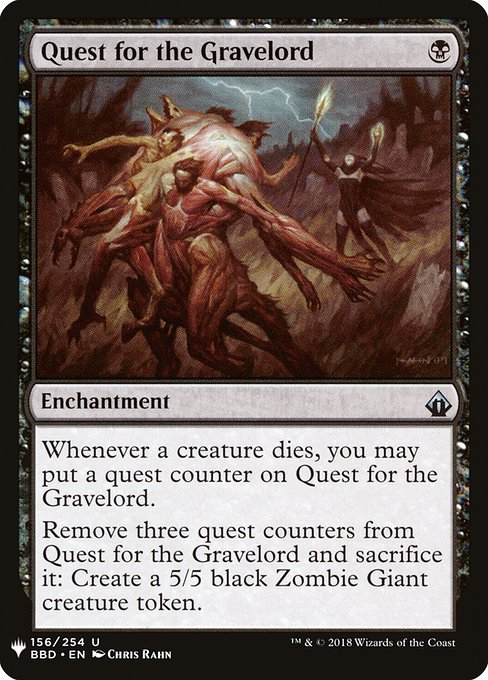 Quest for the Gravelord
Enchantment
Whenever a creature dies, you may
put a quest counter on Quest for the
Gravelord.
Remove three quest counters from
Quest for the Gravelord and sacrifice
it: Create a 5/5 black Zombie Giant
creature token.
156/254 U
BBD • EN Chris Rahn
™ & © 2018 Wizards of the Coast